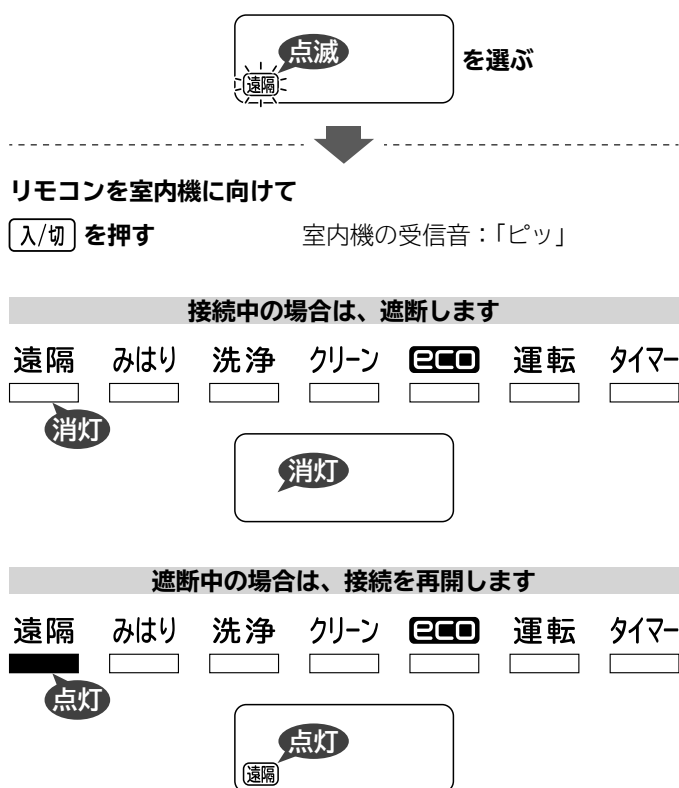 点滅
遠隔
を選ぶ
リモコンを室内機に向けて
入/切 を押す 室内機の受信音：「ピッ」
接続中の場合は、遮断します
遠隔 みはり 洗浄 クリーン eco 運転 タイマー
消灯
消灯
遮断中の場合は、接続を再開します
遠隔 みはり 洗浄 クリーン eco 運転 タイマー
点灯
点灯
遠隔